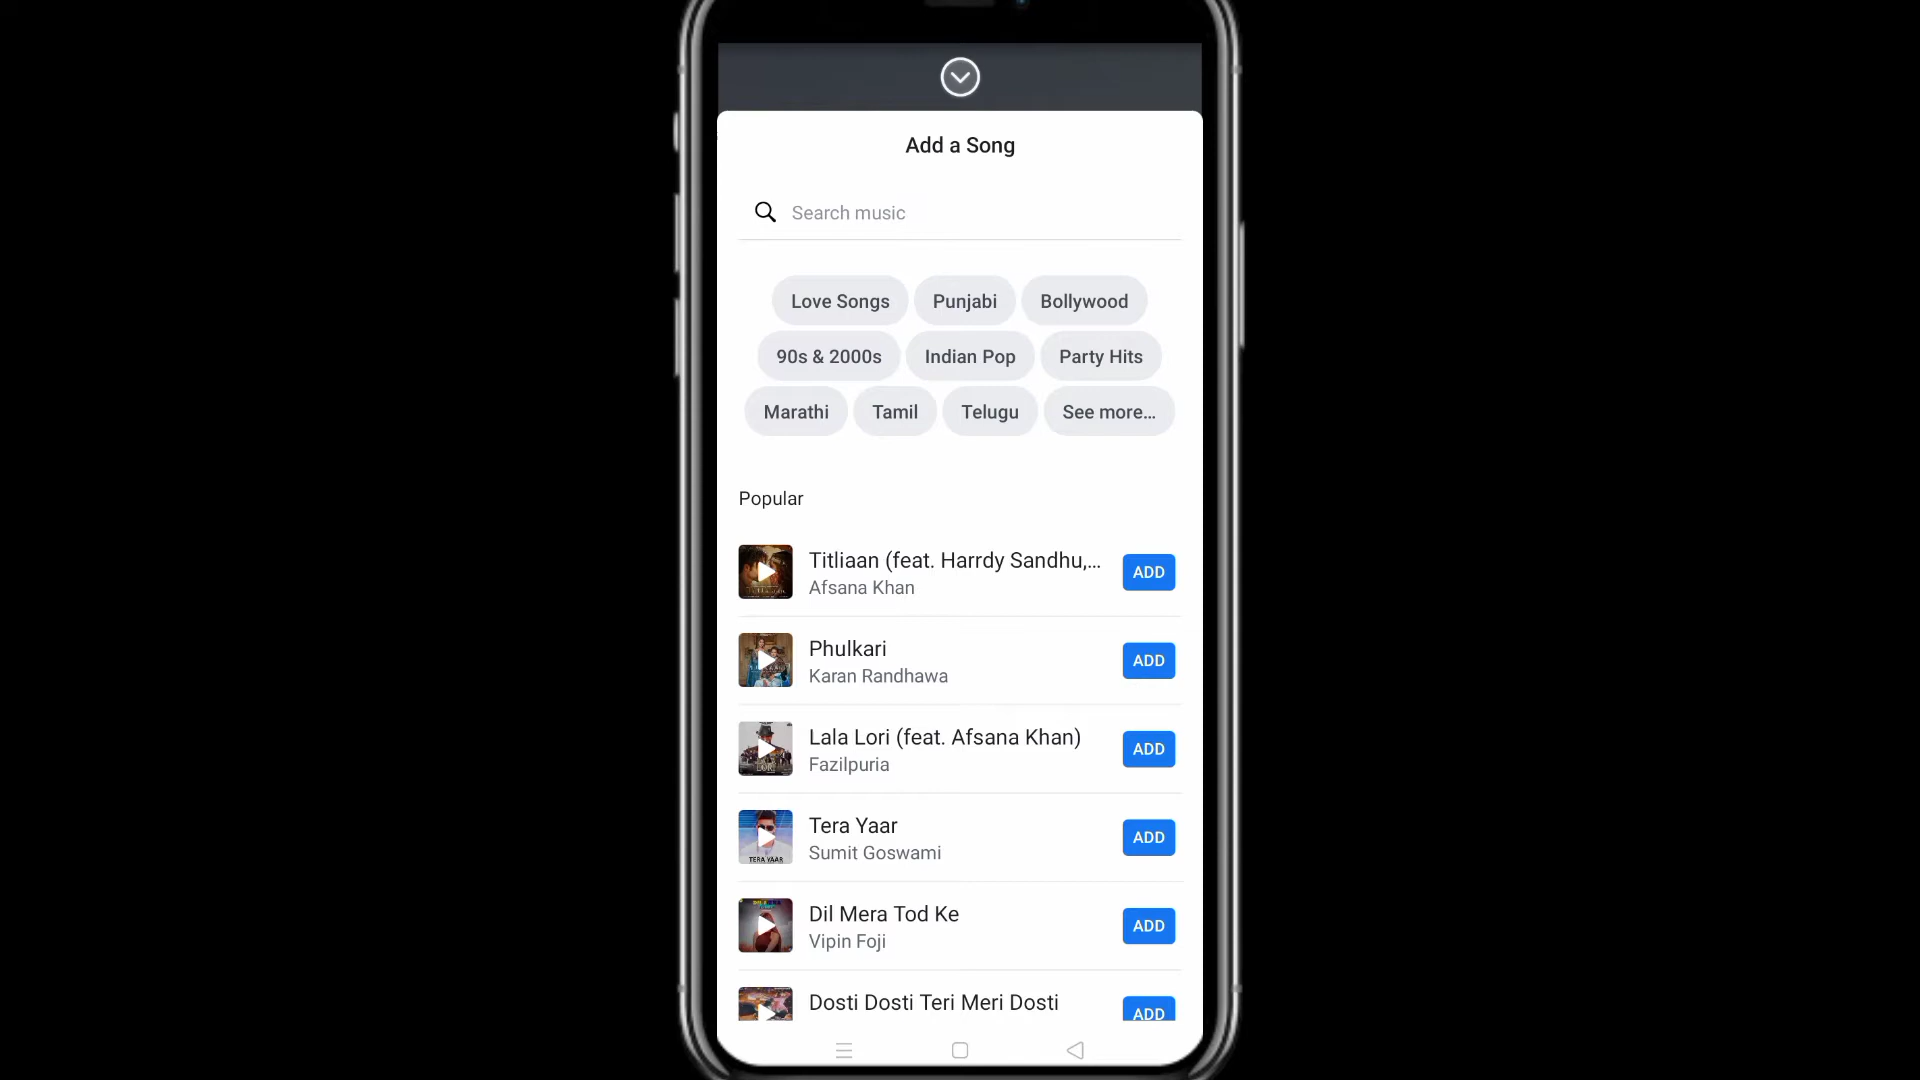 Add a Song
Search music
Love Songs Punjabi Bollywood
90s & 2000s Indian Pop Party Hits
Marathi Tamil Telugu See more...
Popular
Titliaan (feat. Harrdy Sandhu,...
Afsana Khan
ADD
Phulkari
Karan Randhawa
ADD
Lala Lori (feat. Afsana Khan)
Fazilpuria
ADD
TERA YAAR
Tera Yaar
Sumit Goswami
ADD
Dil Mera Tod Ke
Vipin Foji
ADD
Dosti Dosti Teri Meri Dosti
ADD